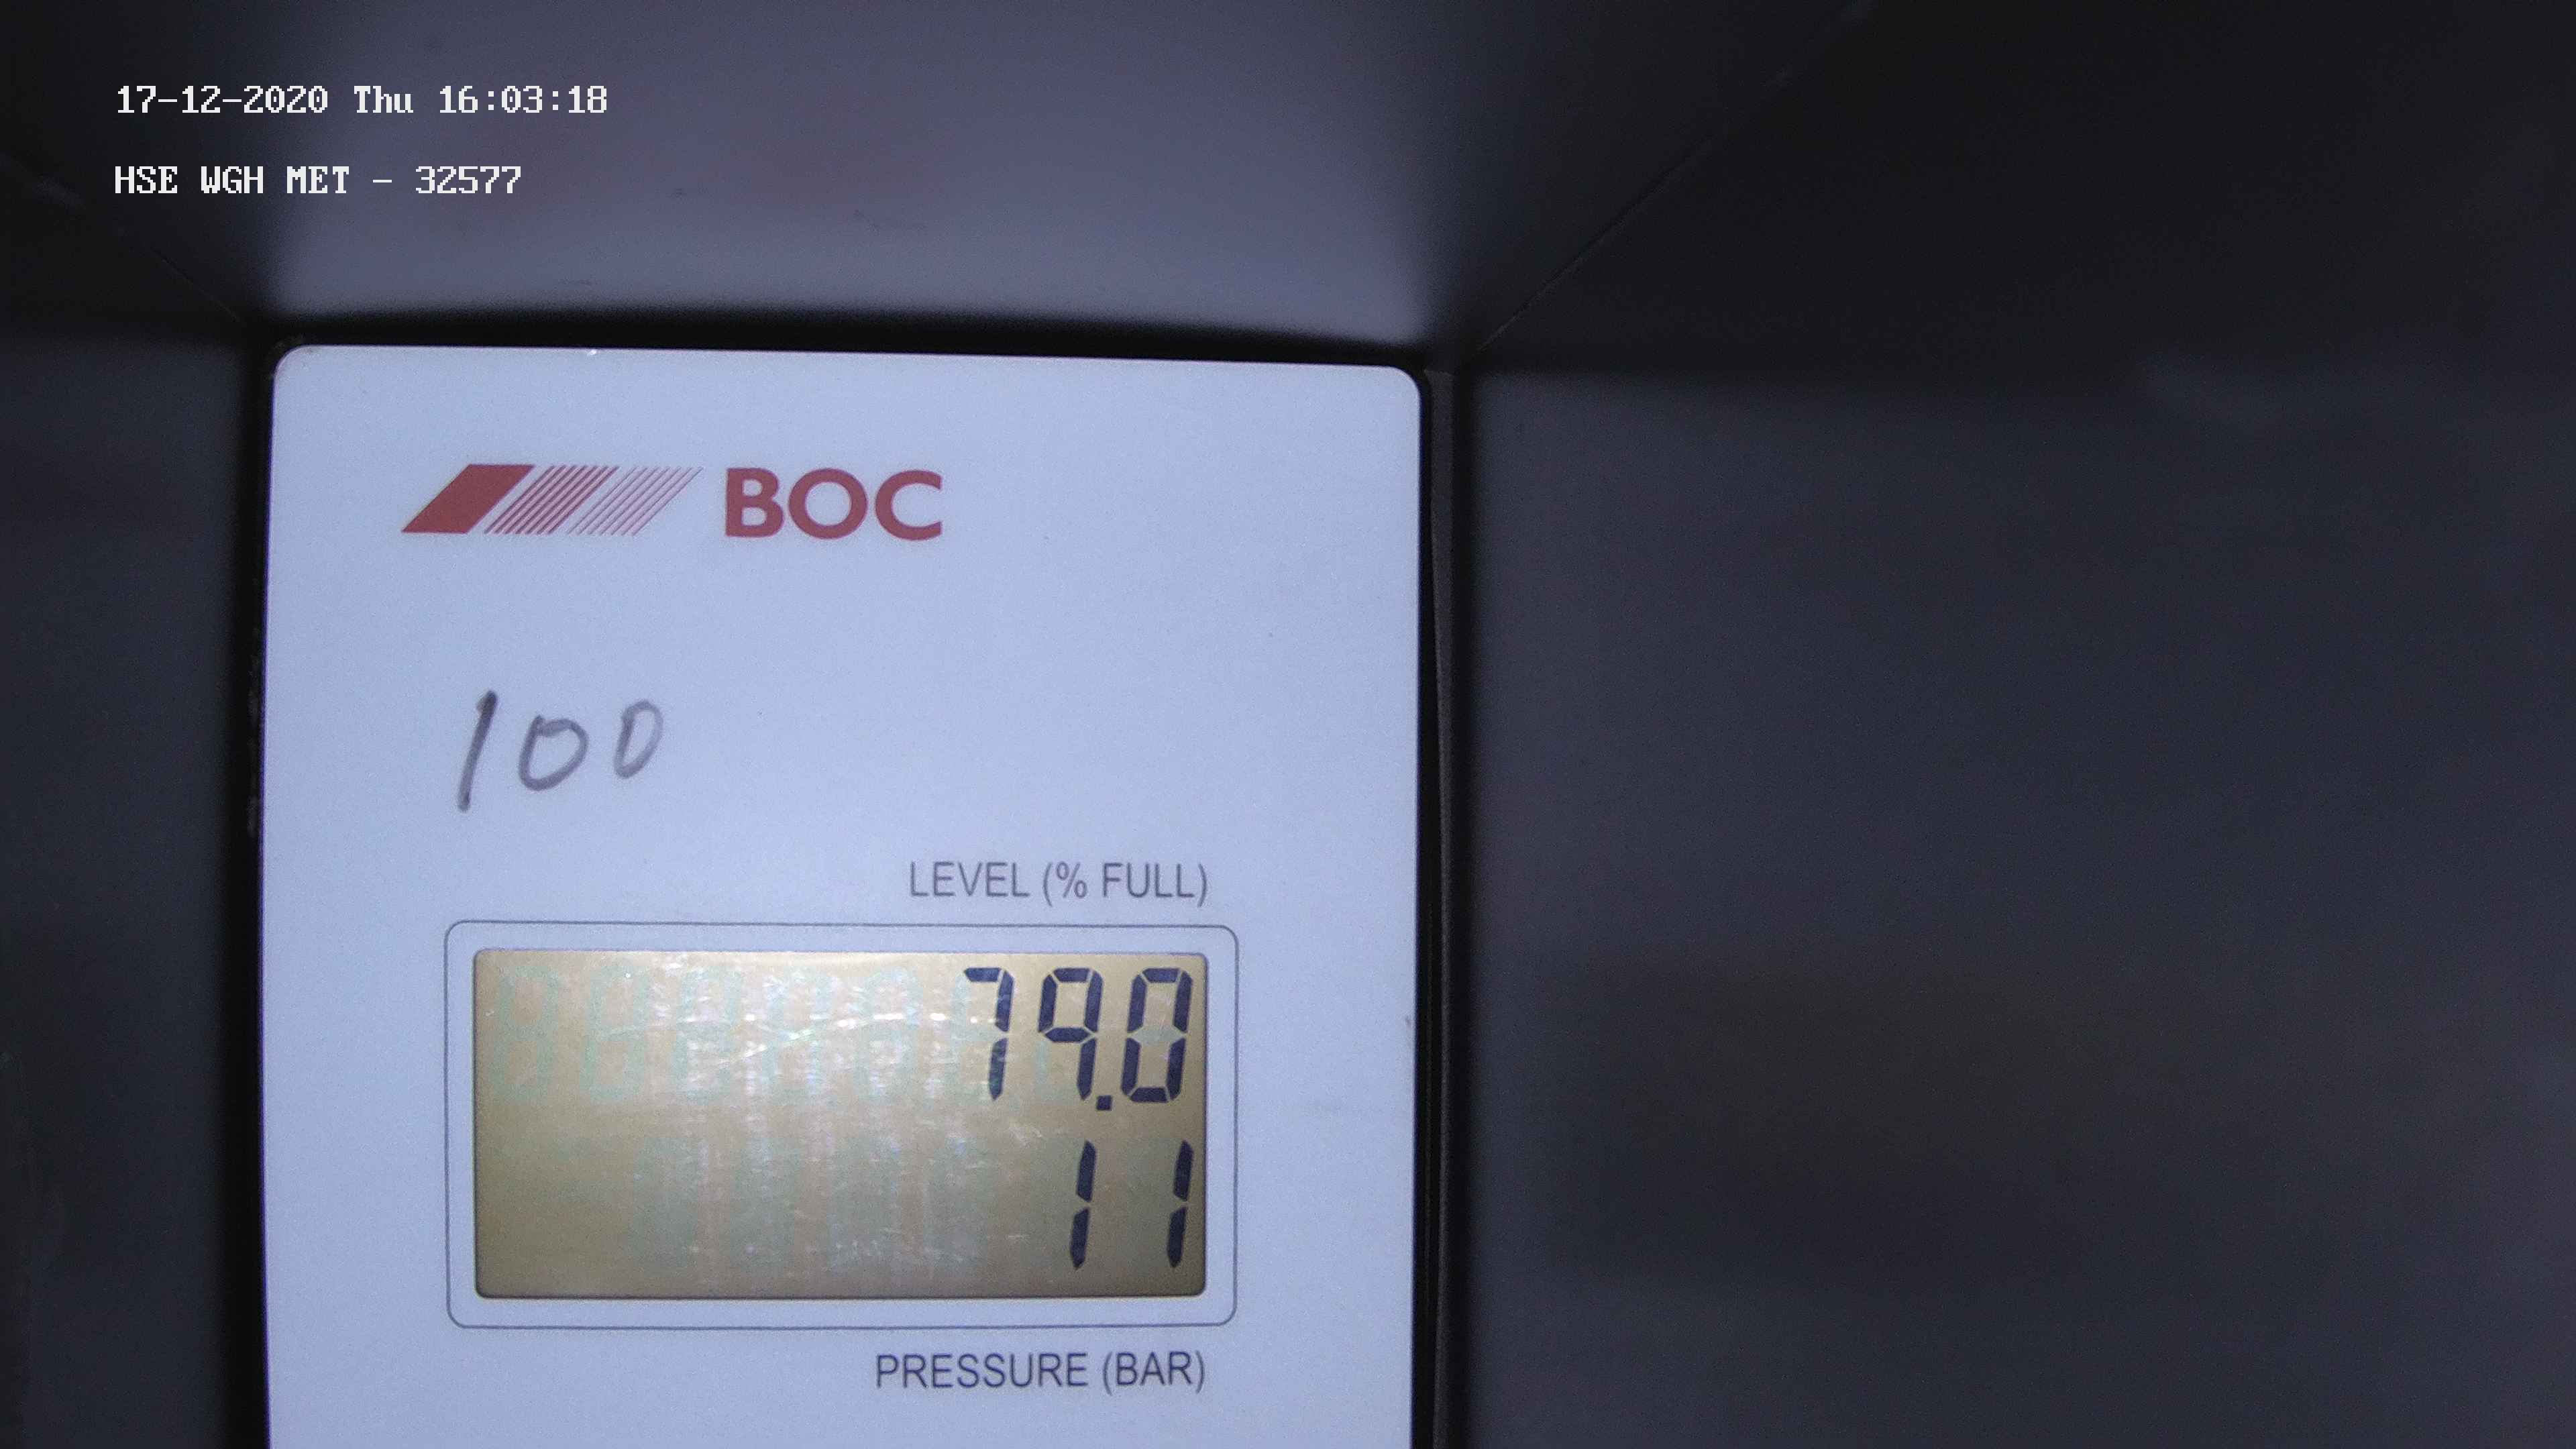 17-12-2020 Thu 16:03:18
HSE WGH MET - 32577
BOC
100
LEVEL (% FULL)
79.0
11
PRESSURE (BAR)